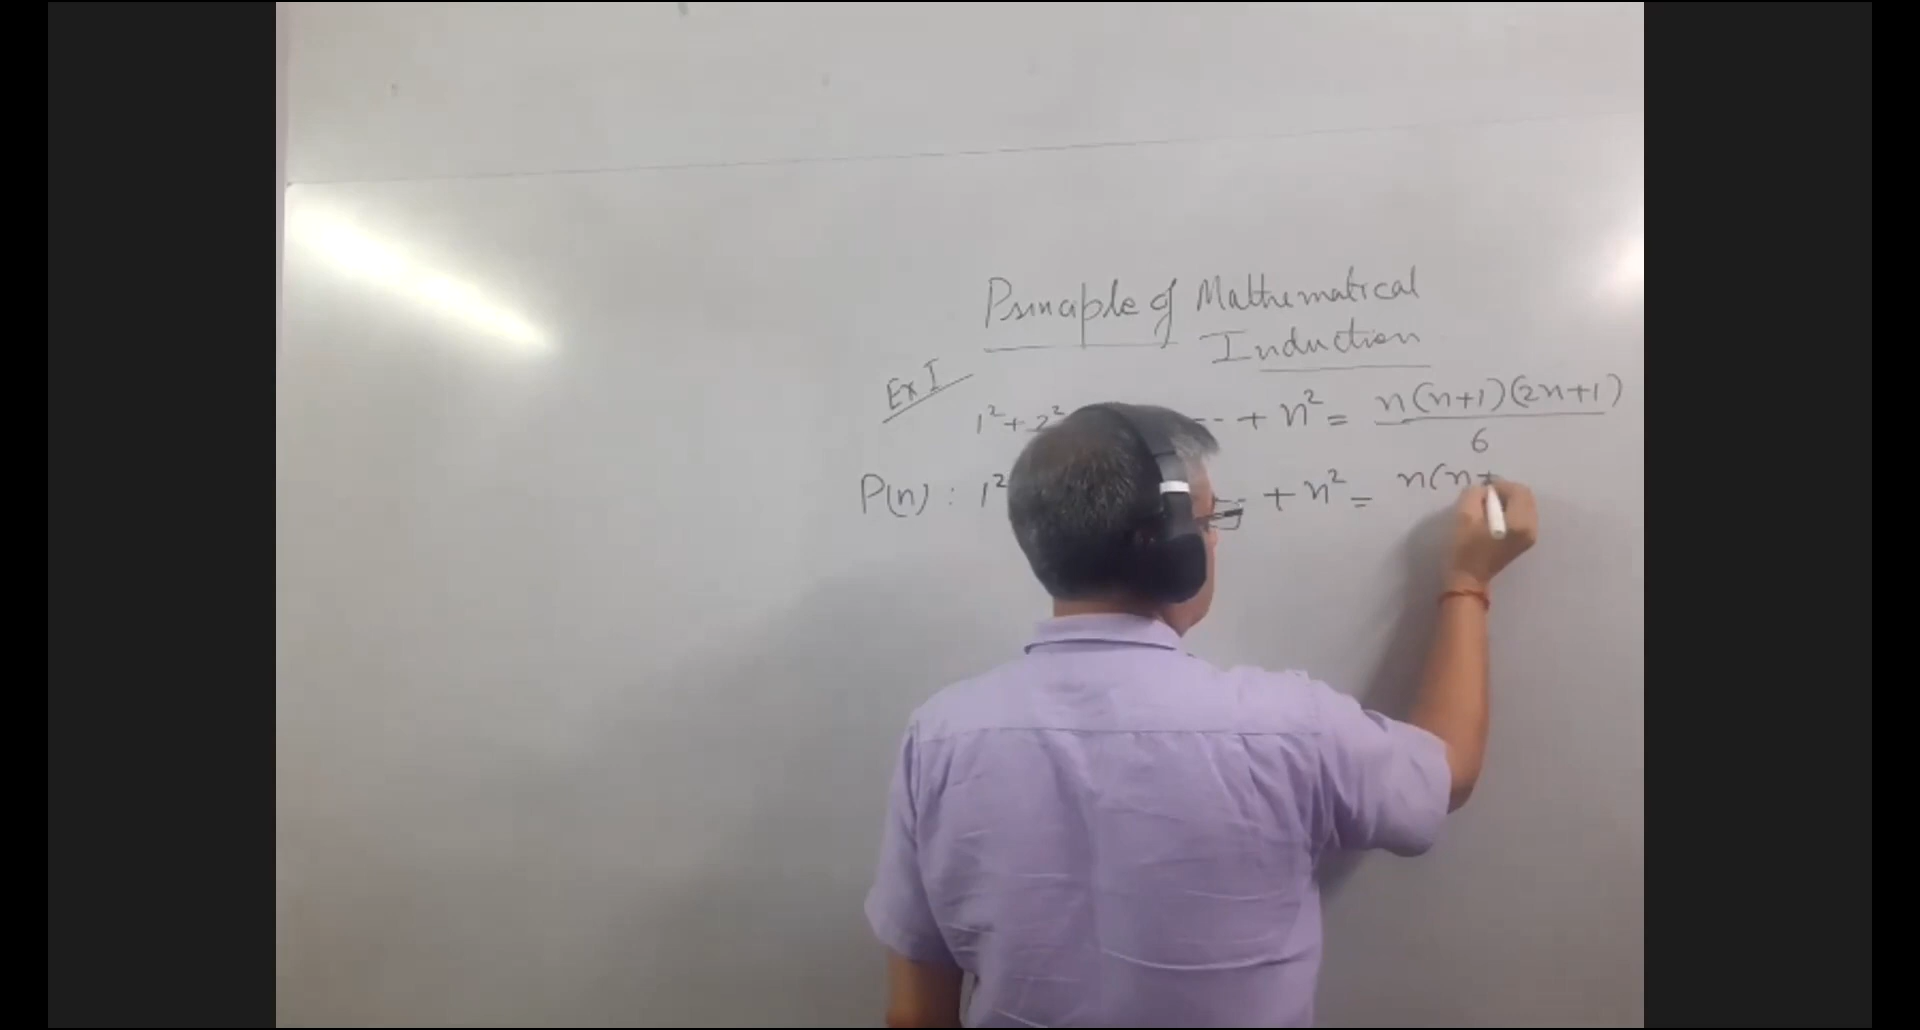 Principle of Mathematical
Induction
Ex I
1² + 2² -- + n² = n(n+1)(2n+1)/6
P(n) : 1² + n² = n(n+